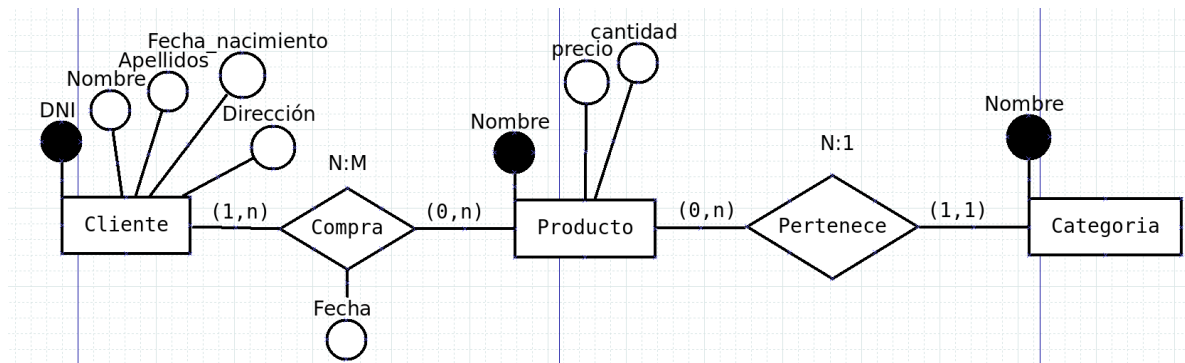 DNI
Nombre
Apellidos
Fecha_nacimiento
Dirección
Cliente
(1,n)
N:M
Compra
Fecha
(0,n)
Nombre
precio
cantidad
Producto
(0,n)
N:1
Pertenece
(1,1)
Nombre
Categoria